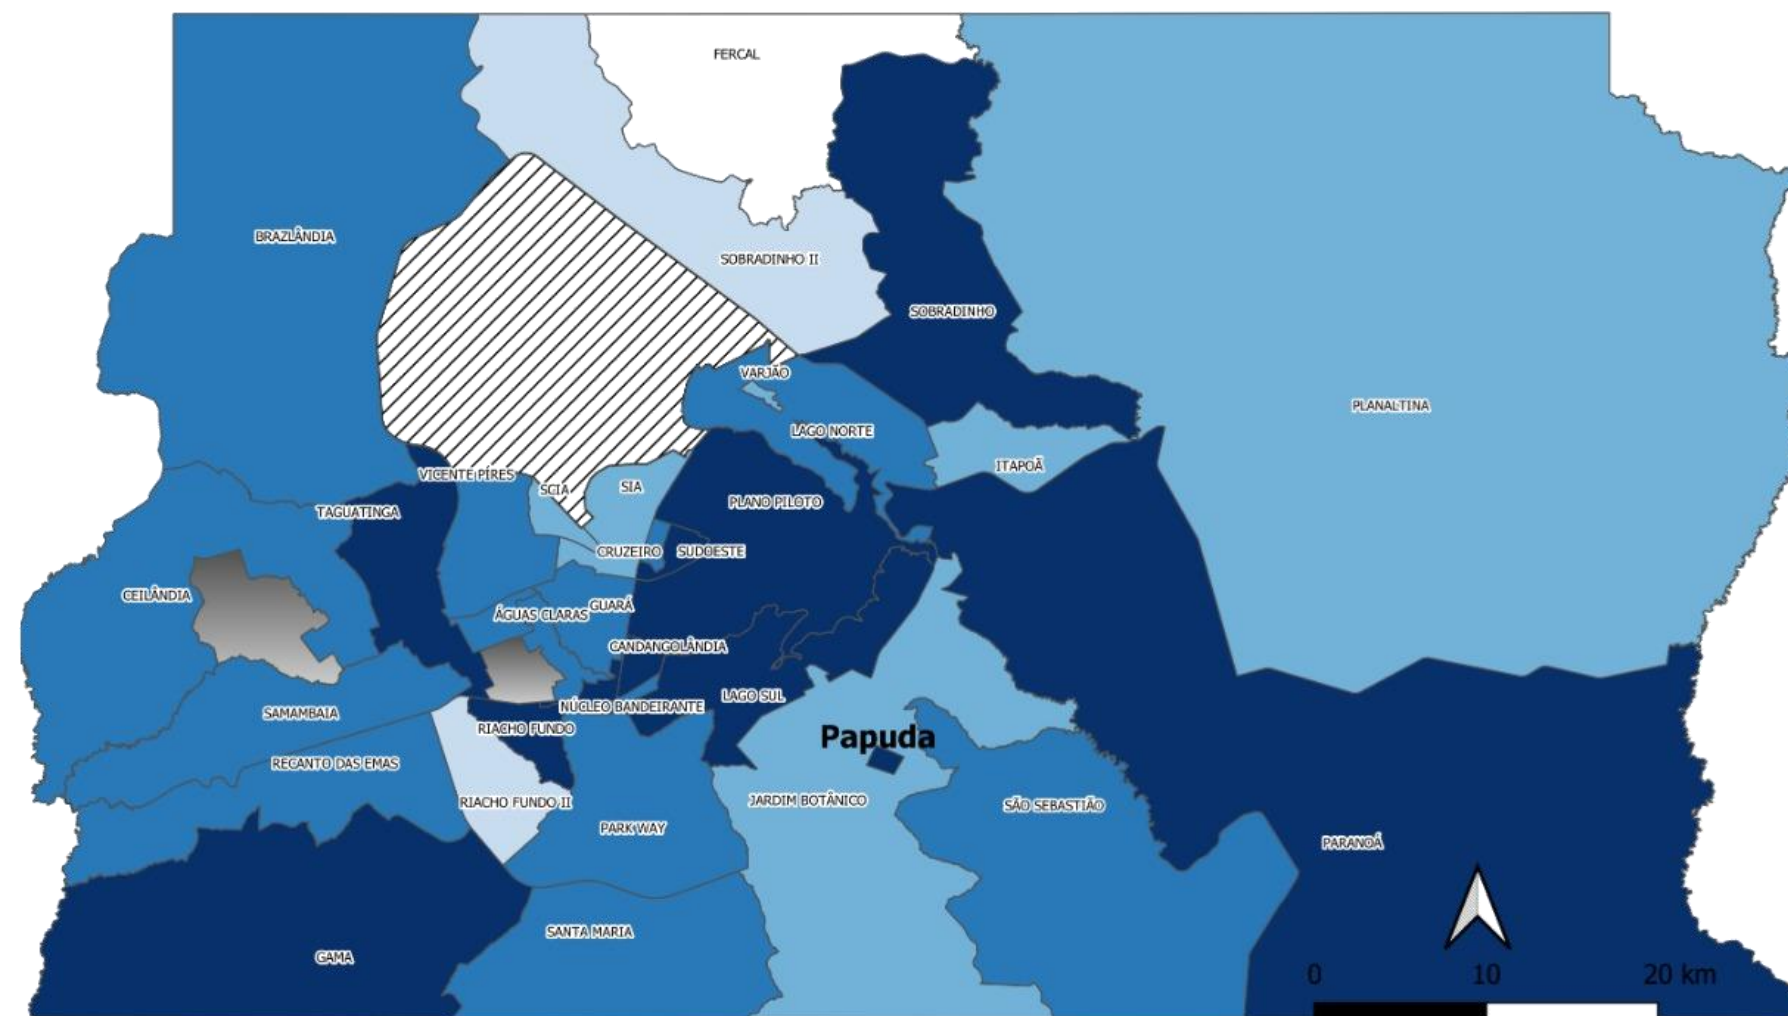 FERCAL
BRAZLÂNDIA
SOBRADINHO II
SOBRADINHO
VARJÃO
PLANALTINA
LAGO NORTE
ITAPOÃ
VICENTE PÍRES
SCIA
SIA
PLANO PILOTO
TAGUATINGA
CRUZEIRO
SUDOESTE
CEILÂNDIA
ÁGUAS CLARAS
GUARÁ
CANDANGOLÂNDIA
LAGO SUL
NÚCLEO BANDEIRANTE
SAMAMBAIA
RIACHO FUNDO
Papuda
RECANTO DAS EMAS
RIACHO FUNDO II
JARDIM BOTÂNICO
SÃO SEBASTIÃO
PARK WAY
PARANOÁ
SANTA MARIA
GAMA
0 10 20 km